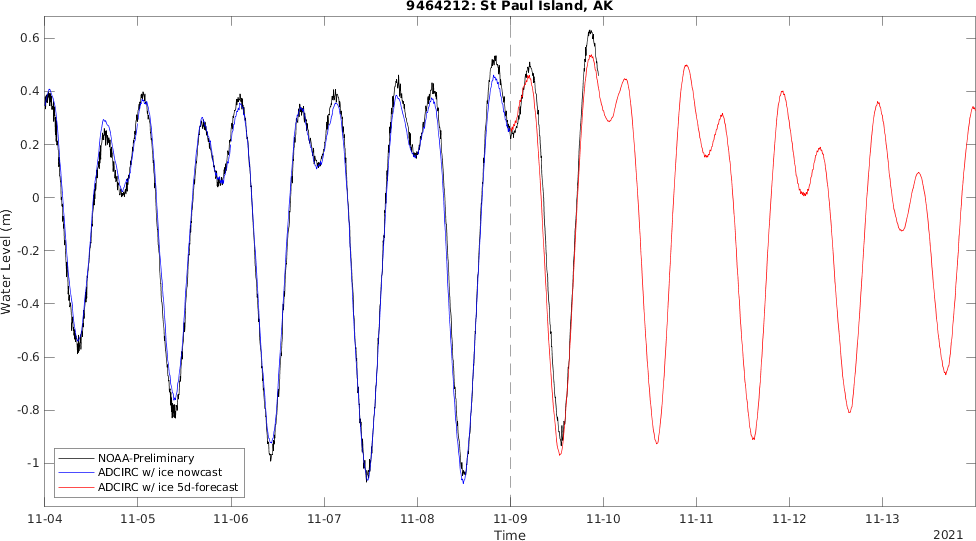 9464212: St Paul Island, AK
0.6
0.4
0.2
0
-0.2
-0.4
-0.6
-0.8
-1
Water Level (m)
NOAA-Preliminary
ADCIRC w/ ice nowcast
ADCIRC w/ ice 5d-forecast
11-04 11-05 11-06 11-07 11-08 11-09 11-10 11-11 11-12 11-13
Time
2021